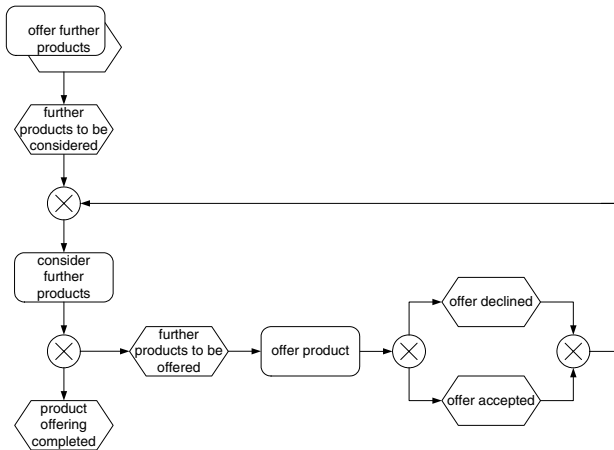 offer further
products
further
products to be
considered
consider
further
products
further
products to be
offered
offer product
offer declined
offer accepted
product
offering
completed